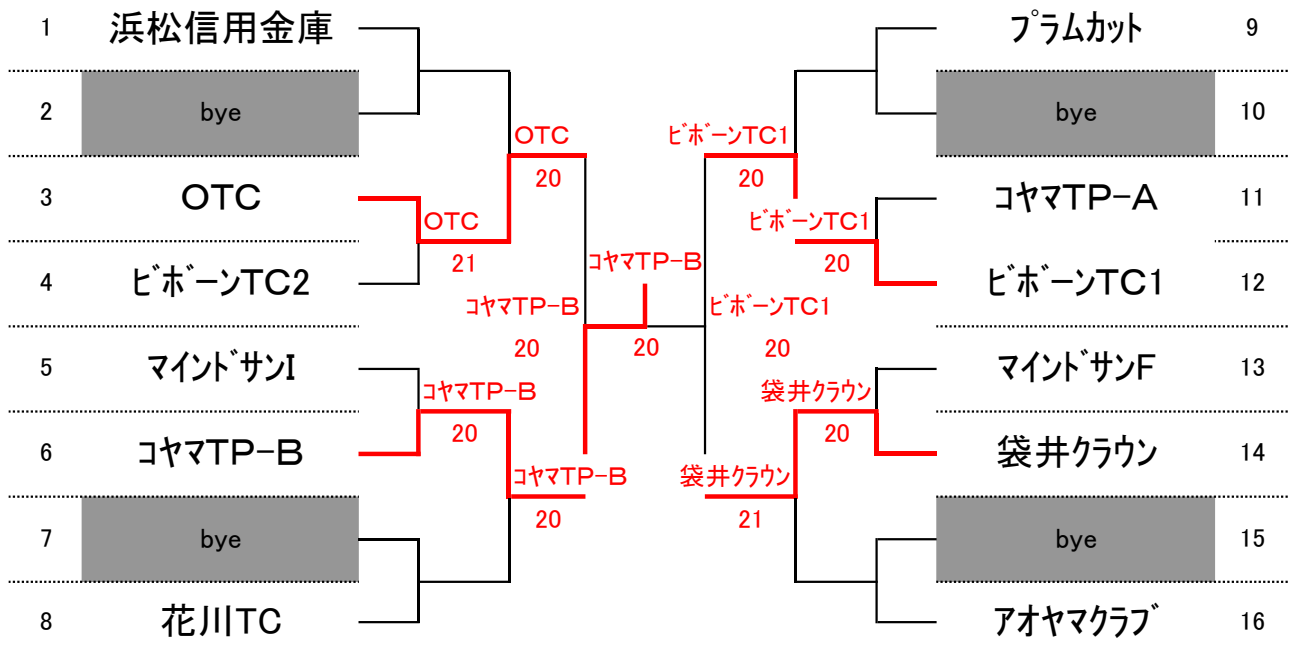 1 浜松信用金庫
2 bye
3 OTC
4 ビボーンTC2
5 マインドサンI
6 コヤマTP-B
7 bye
8 花川TC
OTC
20
OTC
21
コヤマTP-B
20
コヤマTP-B
20
コヤマTP-B
20
コヤマTP-B
20
ビボーンTC1
20
ビボーンTC1
20
ビボーンTC1
20
袋井クラウン
20
袋井クラウン
21
プラムカット 9
bye 10
コヤマTP-A 11
ビボーンTC1 12
マインドサンF 13
袋井クラウン 14
bye 15
アオヤマクラブ 16